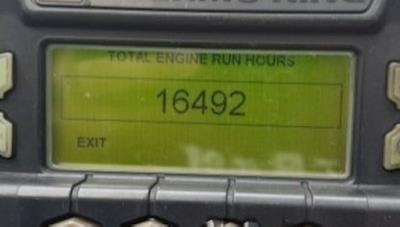 TOTAL ENGINE RUN HOURS
16492
EXIT